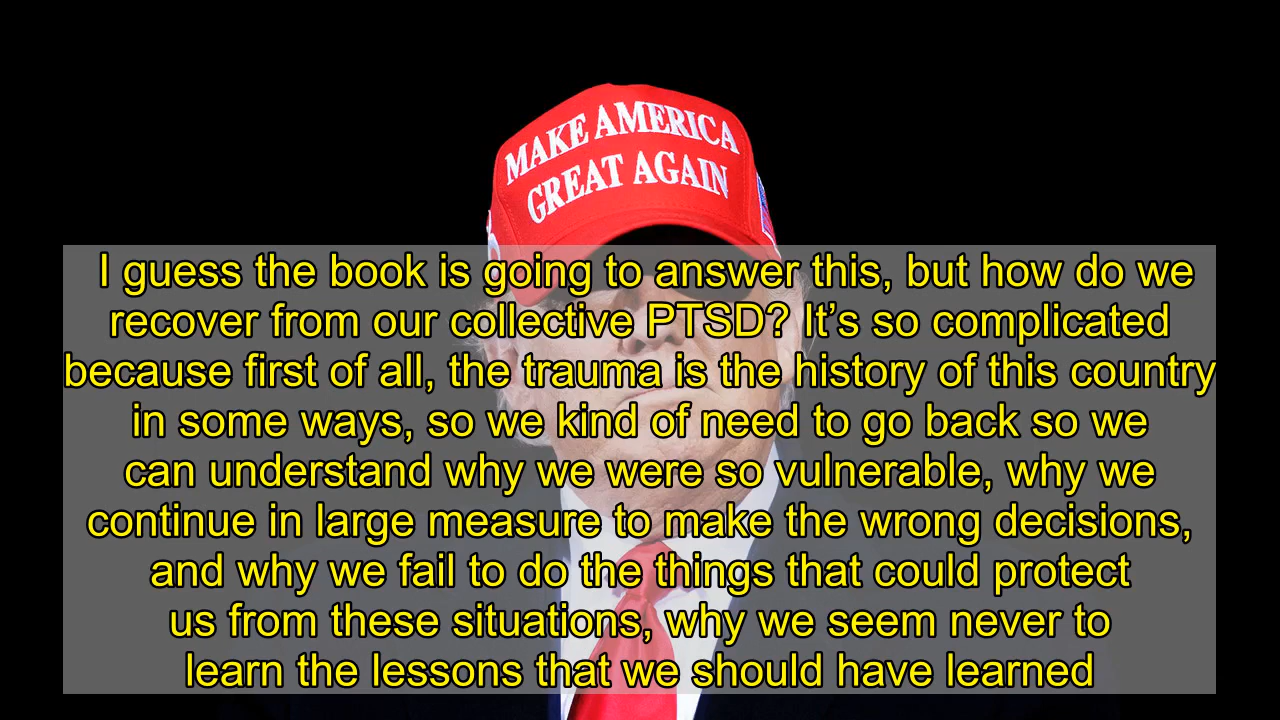 MAKE AMERICA
GREAT AGAIN
I guess the book is going to answer this, but how do we
recover from our collective PTSD? It’s so complicated
because first of all, the trauma is the history of this country
in some ways, so we kind of need to go back so we
can understand why we were so vulnerable, why we
continue in large measure to make the wrong decisions,
and why we fail to do the things that could protect
us from these situations, why we seem never to
learn the lessons that we should have learned